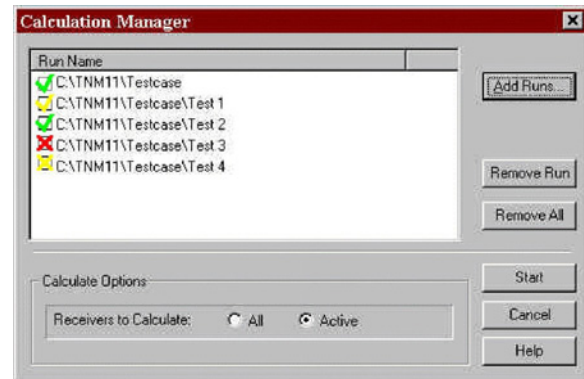 Calculation Manager
Run Name
C:\TNM11\Testcase
C:\TNM11\Testcase\Test 1
C:\TNM11\Testcase\Test 2
C:\TNM11\Testcase\Test 3
C:\TNM11\Testcase\Test 4
Add Runs...
Remove Run
Remove All
Calculate Options
Receivers to Calculate: All Active
Start
Cancel
Help